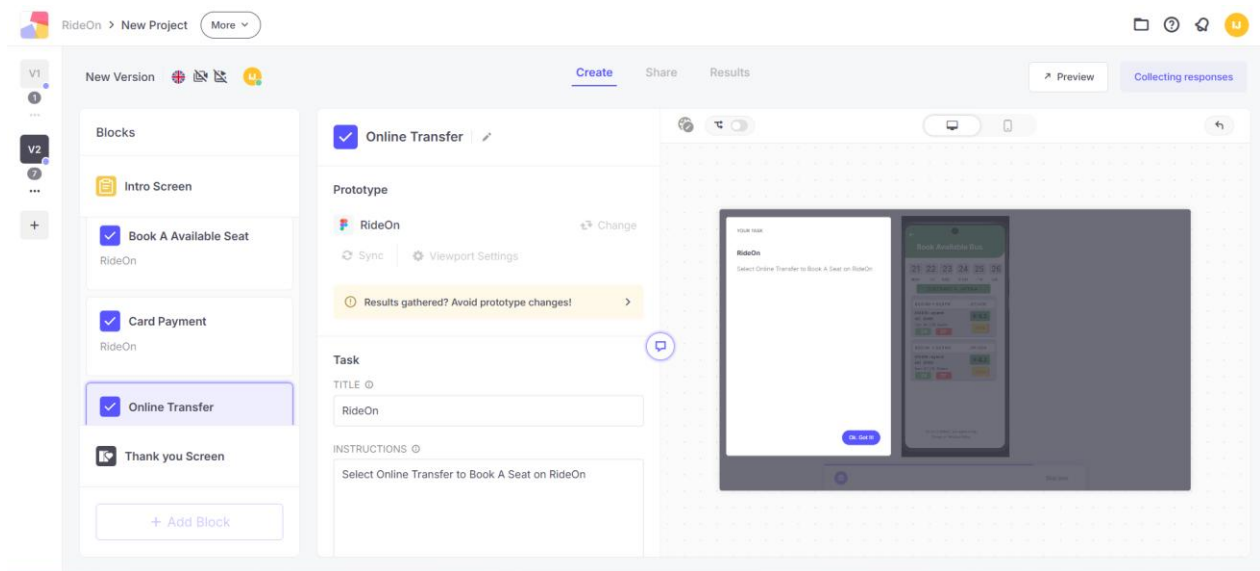 RideOn > New Project More
V1
1
V2
7
+
New Version
Create Share Results
Preview
Collecting responses
Blocks
Intro Screen
Book A Available Seat
RideOn
Card Payment
RideOn
Online Transfer
Thank you Screen
+ Add Block
Online Transfer
Prototype
RideOn
Change
Sync
Viewport Settings
Results gathered? Avoid prototype changes!
Task
TITLE
RideOn
INSTRUCTIONS
Select Online Transfer to Book A Seat on RideOn
YOUR TASK
RideOn
Select Online Transfer to Book A Seat on RideOn
Ok, Got it!
Book Available Bus
21 22 23 24 25 26